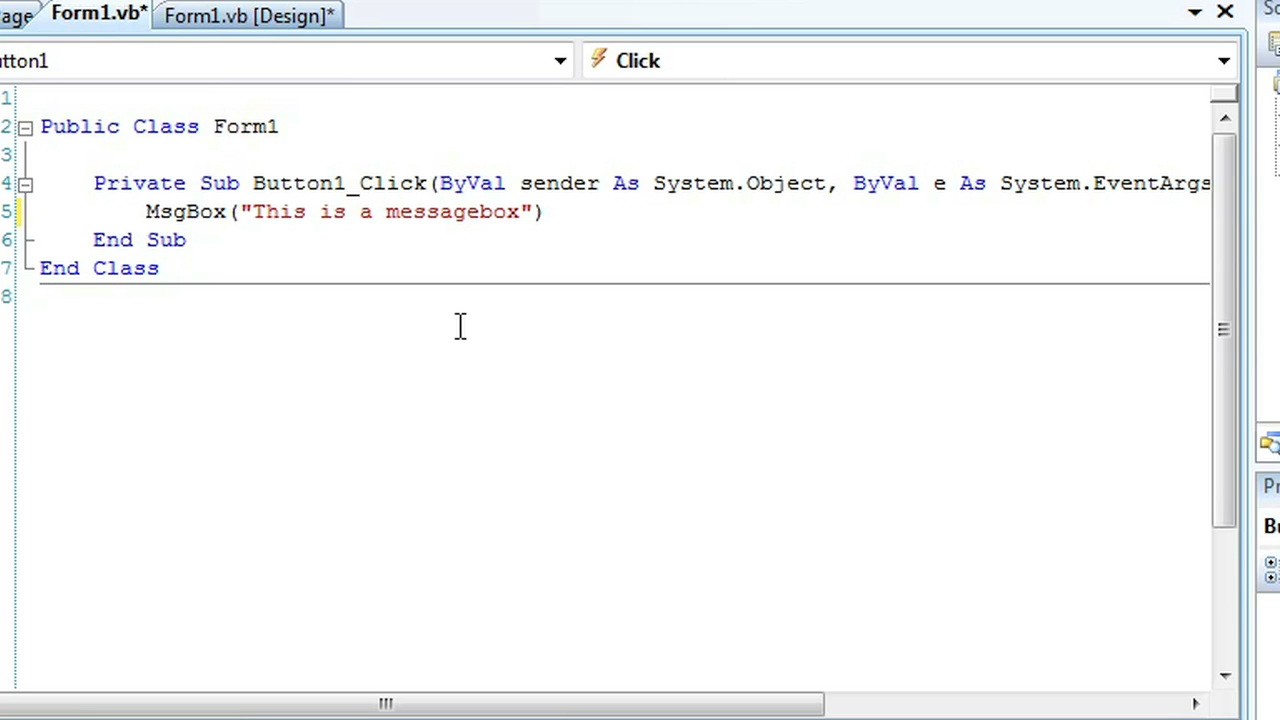 age Form1.vb* Form1.vb [Design]*
utton1 Click
1
2 Public Class Form1
3
4 Private Sub Button1_Click(ByVal sender As System.Object, ByVal e As System.EventArgs
5 MsgBox("This is a messagebox")
6 End Sub
7 End Class
8
So
Pr
Bu